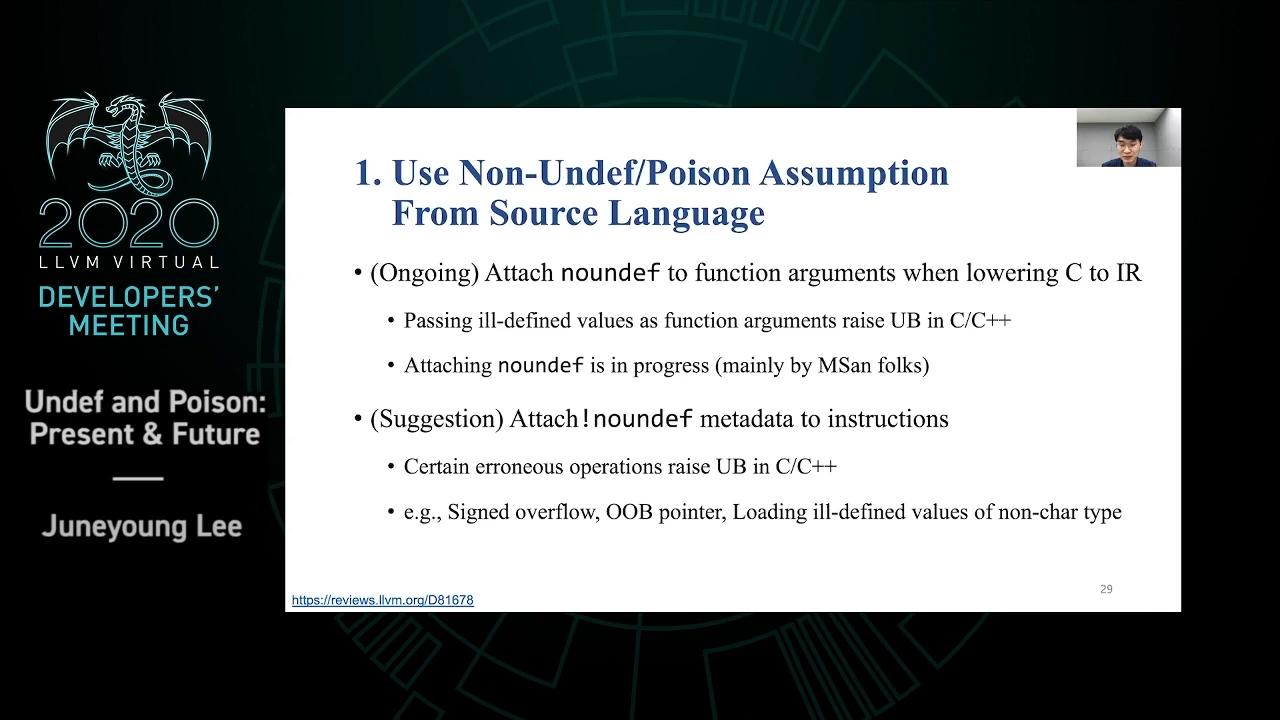 2020
LLVM VIRTUAL
DEVELOPERS'
MEETING
Undef and Poison:
Present & Future
Juneyoung Lee
1. Use Non-Undef/Poison Assumption
From Source Language
• (Ongoing) Attach noundef to function arguments when lowering C to IR
• Passing ill-defined values as function arguments raise UB in C/C++
• Attaching noundef is in progress (mainly by MSan folks)
• (Suggestion) Attach!noundef metadata to instructions
• Certain erroneous operations raise UB in C/C++
• e.g., Signed overflow, OOB pointer, Loading ill-defined values of non-char type
29
https://reviews.llvm.org/D81678